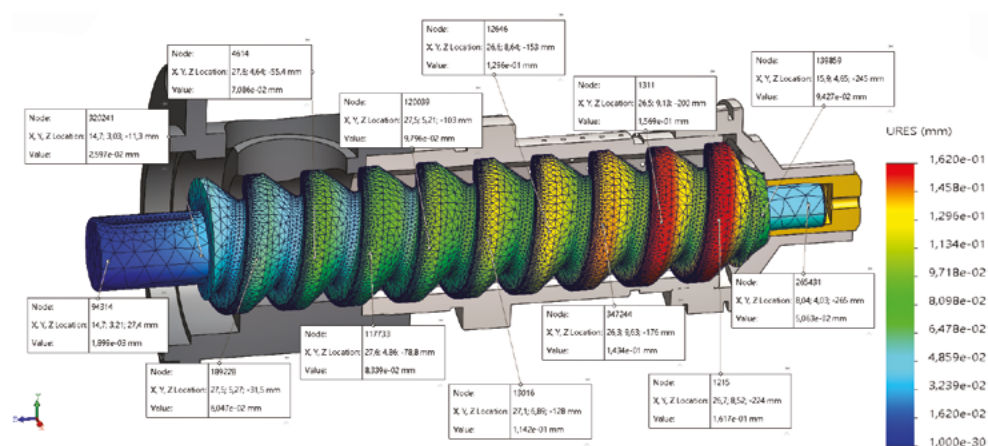 Node: 4614
X, Y, Z Location: 27,6; 4,64; -55,4 mm
Value: 7,086e-02 mm
Node: 12646
X, Y, Z Location: 26,6; 8,64; -153 mm
Value: 1,296e-01 mm
Node: 139859
X, Y, Z Location: 15,9; 4,65; -245 mm
Value: 9,427e-02 mm
Node: 320241
X, Y, Z Location: 14,7; 3,03; -11,3 mm
Value: 2,597e-02 mm
Node: 120039
X, Y, Z Location: 27,5; 5,21; -103 mm
Value: 9,796e-02 mm
Node: 1311
X, Y, Z Location: 26,5; 9,13; -200 mm
Value: 1,569e-01 mm
URES (mm)
1,620e-01
1,458e-01
1,296e-01
1,134e-01
9,718e-02
8,098e-02
6,478e-02
4,859e-02
3,239e-02
1,620e-02
1,000e-30
Node: 94314
X, Y, Z Location: 14,7; 3,21; 27,4 mm
Value: 1,899e-03 mm
Node: 189228
X, Y, Z Location: 27,5; 5,27; -31,5 mm
Value: 6,047e-02 mm
Node: 117733
X, Y, Z Location: 27,6; 4,86; -78,8 mm
Value: 8,339e-02 mm
Node: 13016
X, Y, Z Location: 27,1; 6,89; -128 mm
Value: 1,142e-01 mm
Node: 347244
X, Y, Z Location: 26,3; 8,63; -176 mm
Value: 1,434e-01 mm
Node: 1215
X, Y, Z Location: 26,7; 8,52; -224 mm
Value: 1,617e-01 mm
Node: 265431
X, Y, Z Location: 8,04; 4,03; -265 mm
Value: 5,063e-02 mm